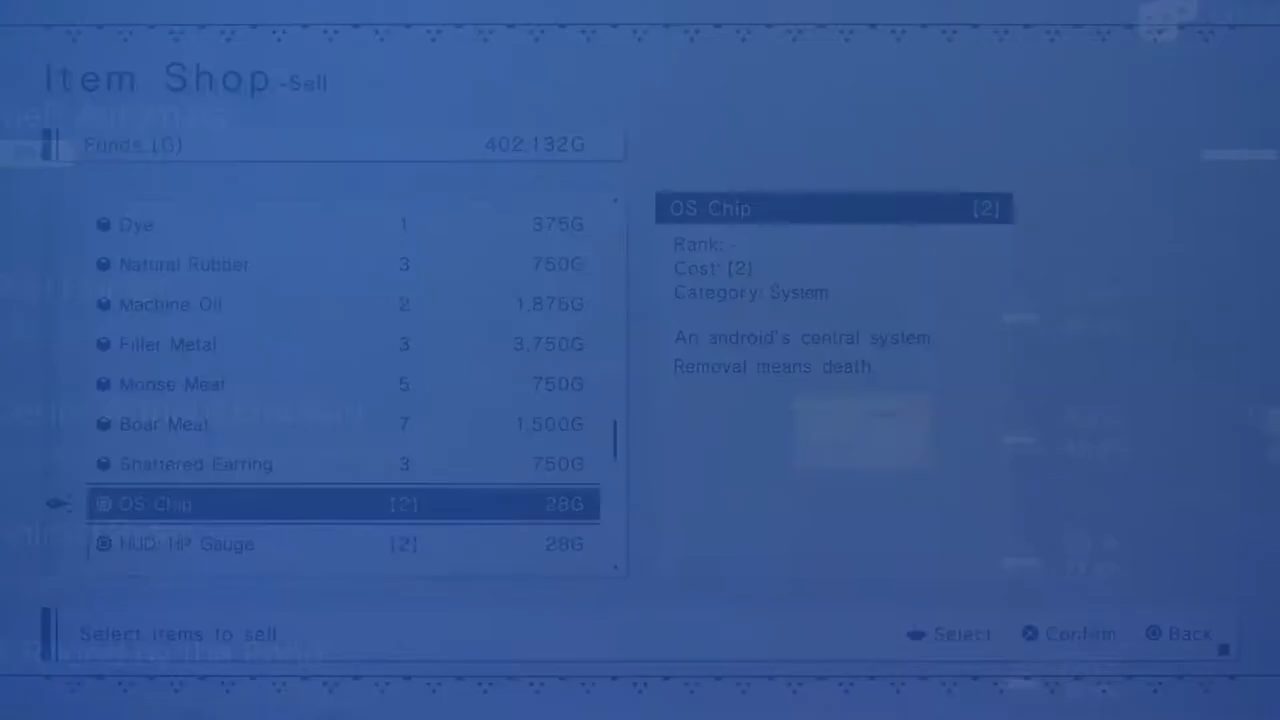 Item Shop -Sell
Funds (G) 402,132G
Dye 1 375G
Natural Rubber 3 750G
Machine Oil 2 1,875G
Filler Metal 3 3,750G
Moose Meat 5 750G
Boar Meat 7 1,500G
Shattered Earring 3 750G
OS Chip [2] 28G
HUD: HP Gauge [2] 28G
OS Chip [2]
Rank: -
Cost: [2]
Category: System
An android's central system.
Removal means death.
Select items to sell.
Select Confirm Back